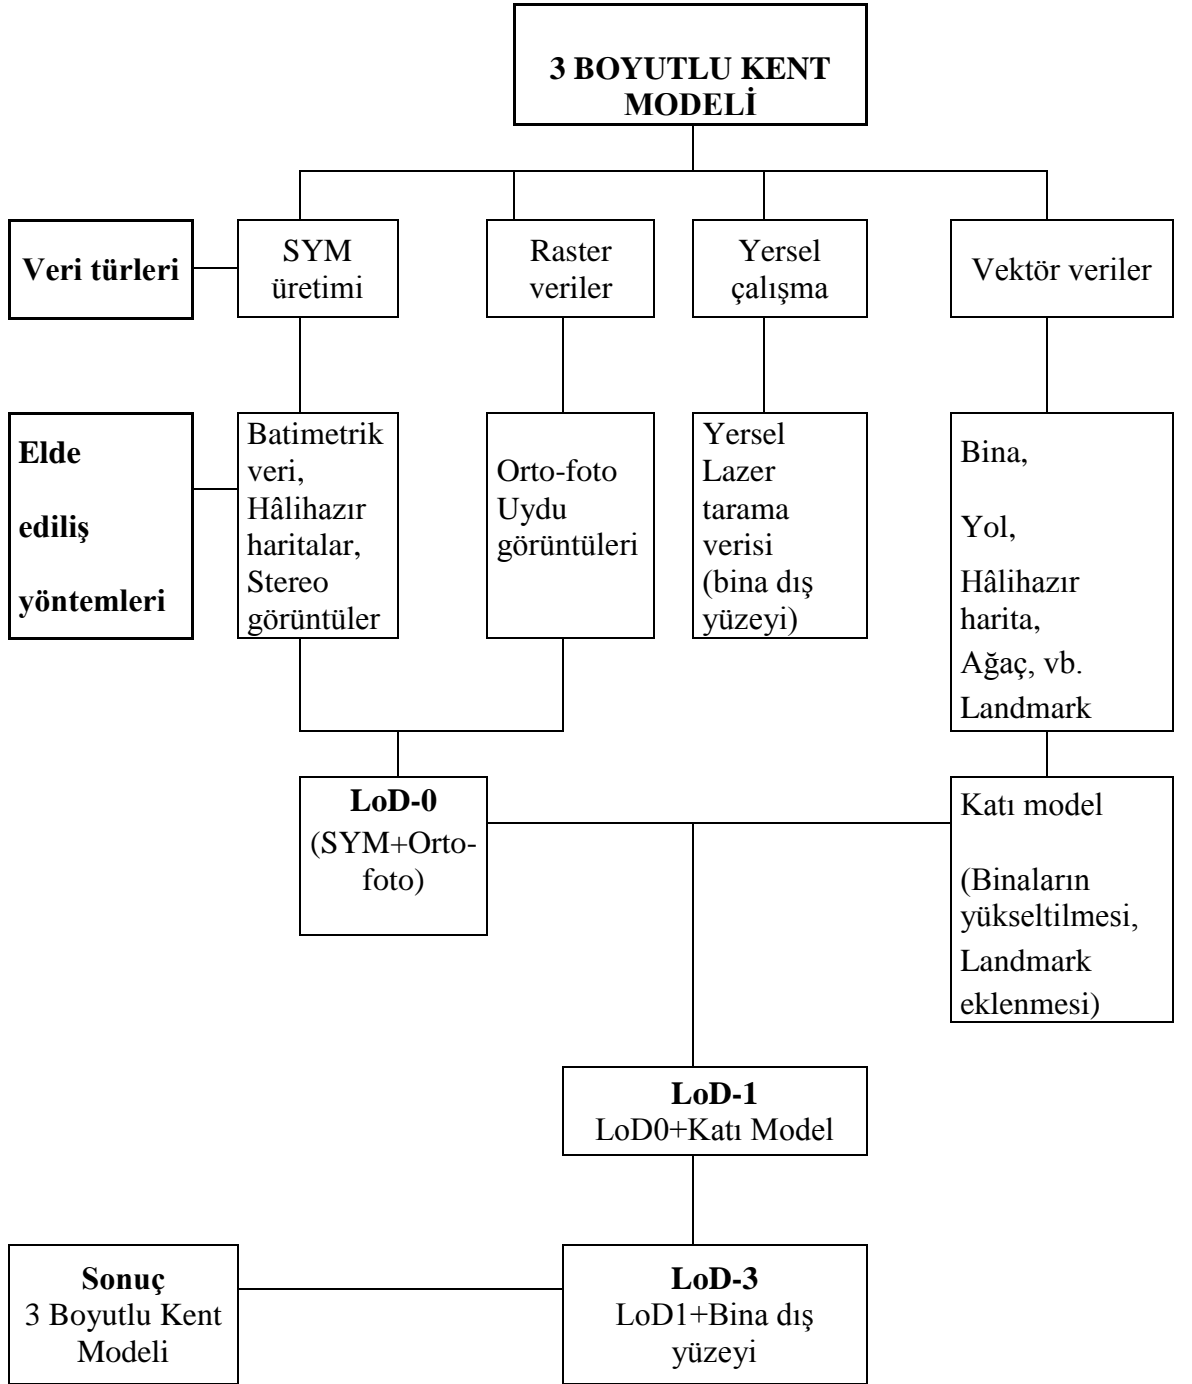 3 BOYUTLU KENT
MODELİ
Veri türleri
SYM
üretimi
Raster
veriler
Yersel
çalışma
Vektör veriler
Elde
ediliş
yöntemleri
Batimetrik
veri,
Hâlihazır
haritalar,
Stereo
görüntüler
Orto-foto
Uydu
görüntüleri
Yersel
Lazer
tarama
verisi
(bina dış
yüzeyi)
Bina,
Yol,
Hâlihazır
harita,
Ağaç, vb.
Landmark
LoD-0
(SYM+Orto-
foto)
Katı model
(Binaların
yükseltilmesi,
Landmark
eklenmesi)
LoD-1
LoD0+Katı Model
Sonuç
3 Boyutlu Kent
Modeli
LoD-3
LoD1+Bina dış
yüzeyi